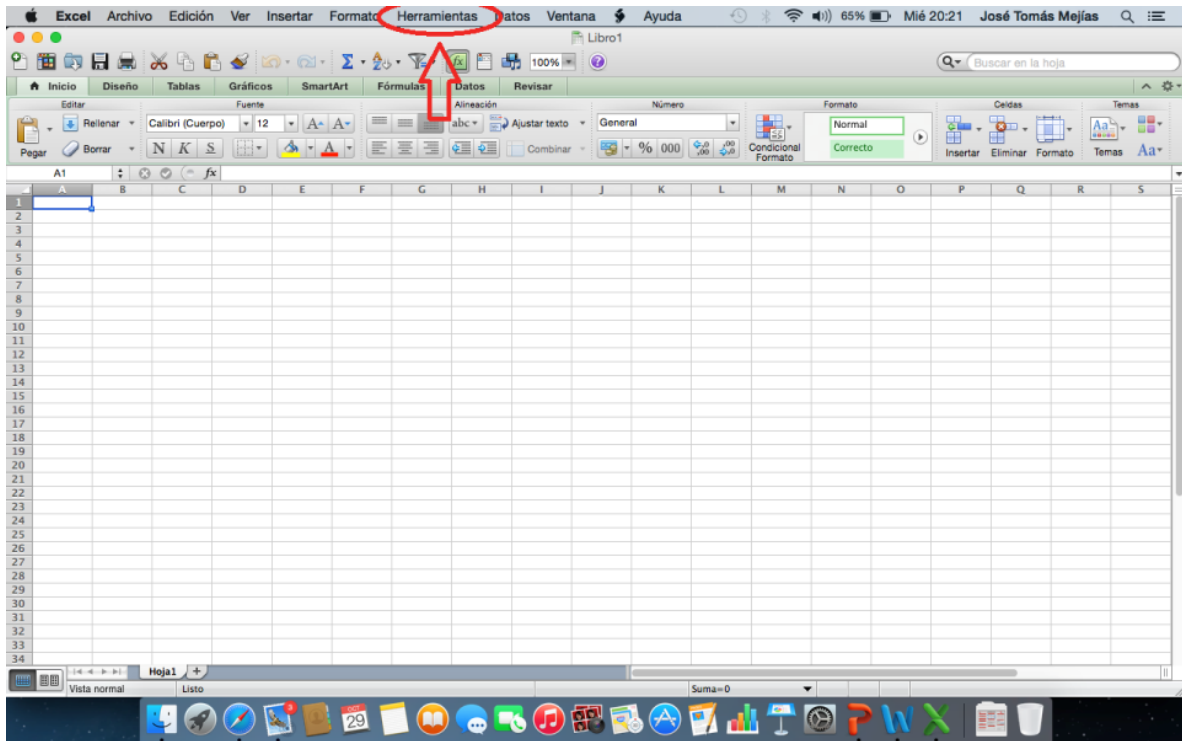 Excel Archivo Edición Ver Insertar Formato Herramientas Datos Ventana Ayuda 65% Mié 20:21 José Tomás Mejías
Libro1
100% Buscar en la hoja
Inicio Diseño Tablas Gráficos SmartArt Fórmulas Datos Revisar
Editar Fuente Alineación Número Formato Celdas Temas
Rellenar Calibri (Cuerpo) 12 A A abc Ajustar texto General Normal
Pegar Borrar N K S A Combinar % 000 Condicional Formato Correcto Insertar Eliminar Formato Temas Aa
A1 fx
A B C D E F G H I J K L M N O P Q R S
1
2
3
4
5
6
7
8
9
10
11
12
13
14
15
16
17
18
19
20
21
22
23
24
25
26
27
28
29
30
31
32
33
34
Hoja1
Vista normal Listo Suma=0
OCT
29